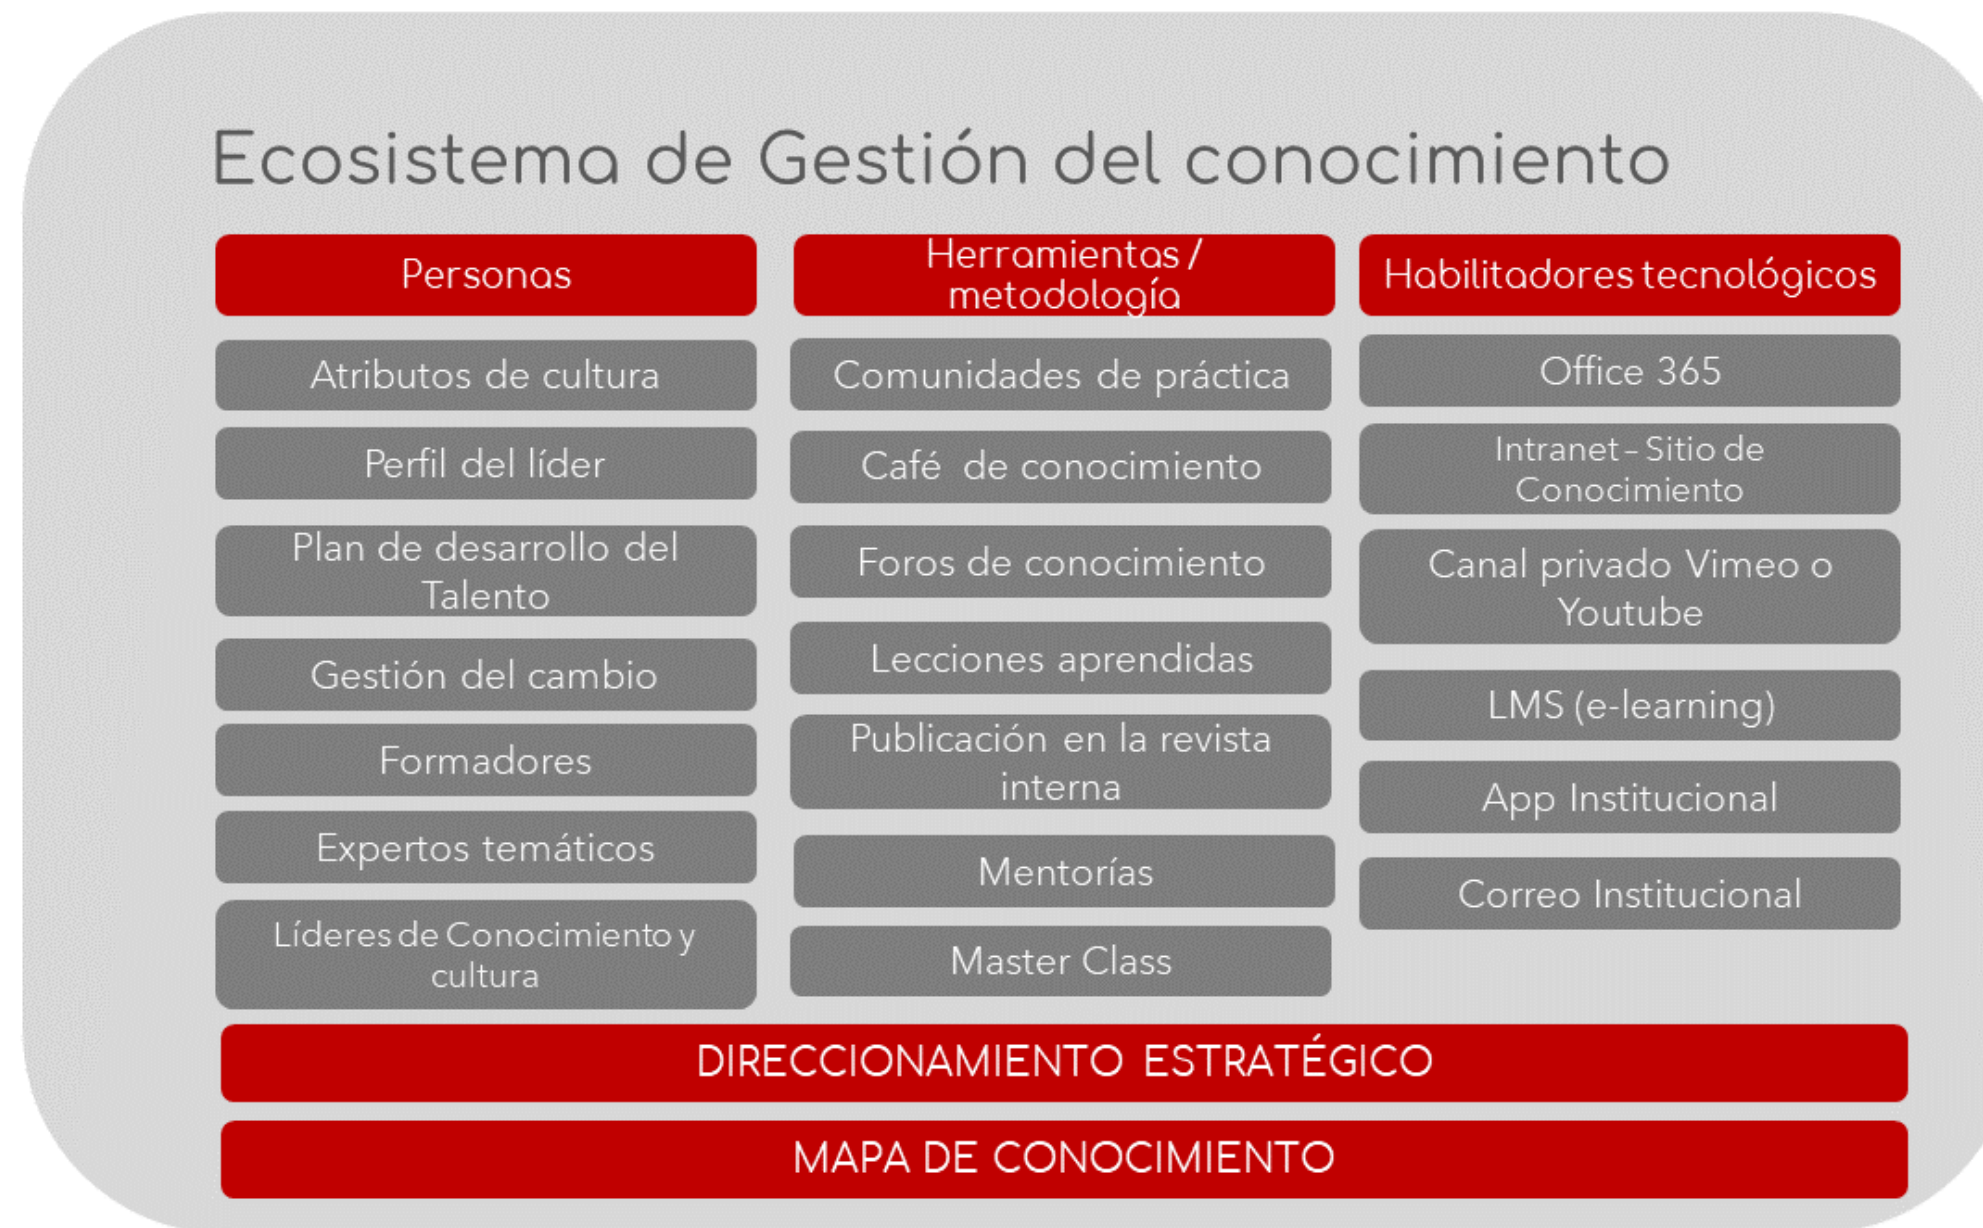 Ecosistema de Gestión del conocimiento
Personas
Atributos de cultura
Perfil del líder
Plan de desarrollo del
Talento
Gestión del cambio
Formadores
Expertos temáticos
Líderes de Conocimiento y
cultura
Herramientas /
metodología
Comunidades de práctica
Café de conocimiento
Foros de conocimiento
Lecciones aprendidas
Publicación en la revista
interna
Mentorías
Master Class
Habilitadores tecnológicos
Office 365
Intranet – Sitio de
Conocimiento
Canal privado Vimeo o
Youtube
LMS (e-learning)
App Institucional
Correo Institucional
DIRECCIONAMIENTO ESTRATÉGICO
MAPA DE CONOCIMIENTO